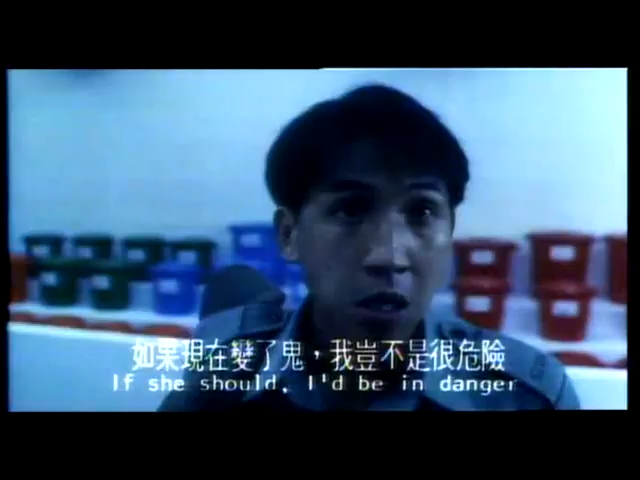 如果現在變了鬼，我豈不是很危險
If she should, I'd be in danger